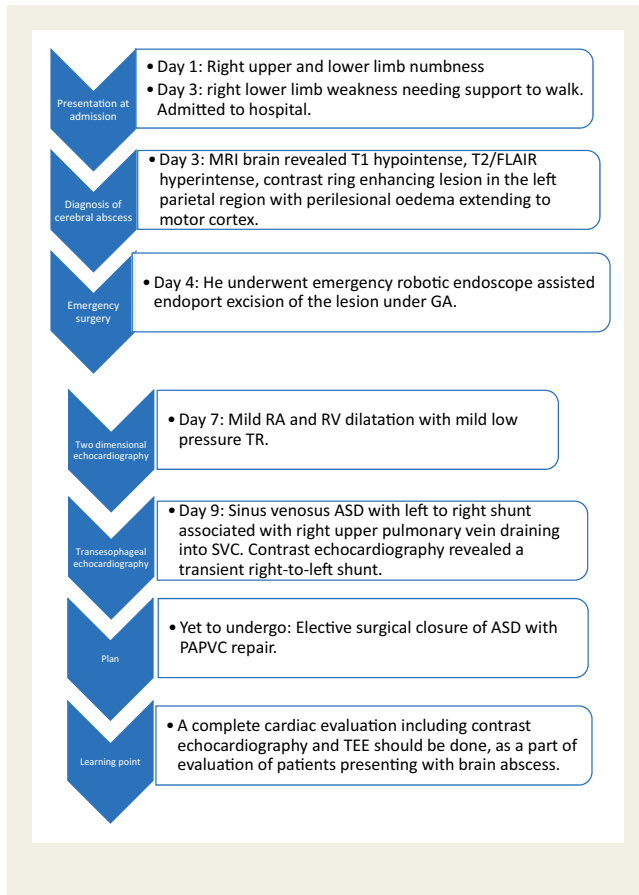 Presentation at
admission
• Day 1: Right upper and lower limb numbness
• Day 3: right lower limb weakness needing support to walk.
Admitted to hospital.
Diagnosis of
cerebral abscess
• Day 3: MRI brain revealed T1 hypointense, T2/FLAIR
hyperintense, contrast ring enhancing lesion in the left
parietal region with perilesional oedema extending to
motor cortex.
Emergency
surgery
• Day 4: He underwent emergency robotic endoscope assisted
endoport excision of the lesion under GA.
Two dimensional
echocardiography
• Day 7: Mild RA and RV dilatation with mild low
pressure TR.
Transesophageal
echocardiography
• Day 9: Sinus venosus ASD with left to right shunt
associated with right upper pulmonary vein draining
into SVC. Contrast echocardiography revealed a
transient right-to-left shunt.
Plan
• Yet to undergo: Elective surgical closure of ASD with
PAPVC repair.
Learning point
• A complete cardiac evaluation including contrast
echocardiography and TEE should be done, as a part of
evaluation of patients presenting with brain abscess.